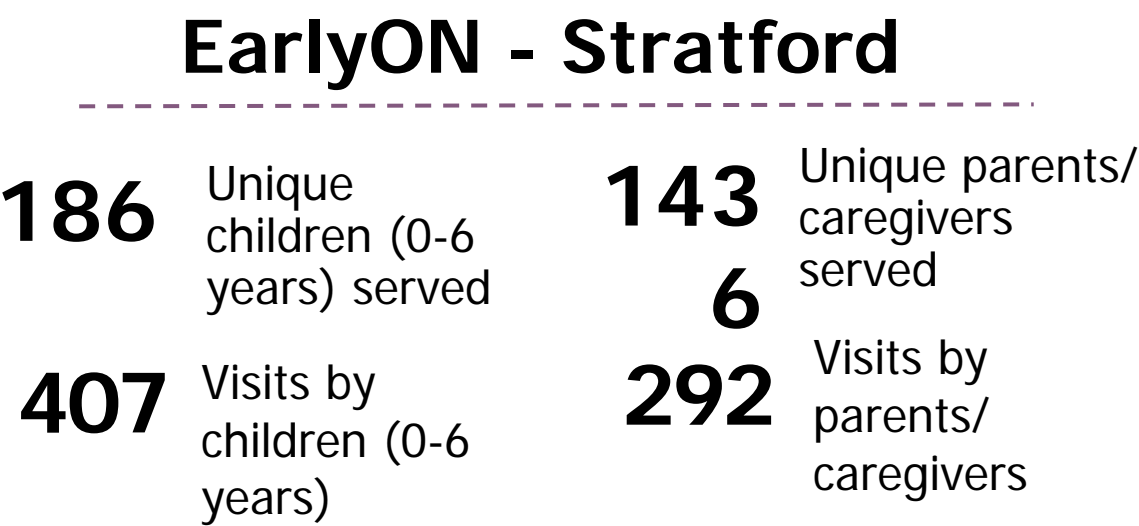 EarlyON - Stratford
186
Unique
children (0-6
years) served
143
6
Unique parents/
caregivers
served
407
Visits by
children (0-6
years)
292
Visits by
parents/
caregivers